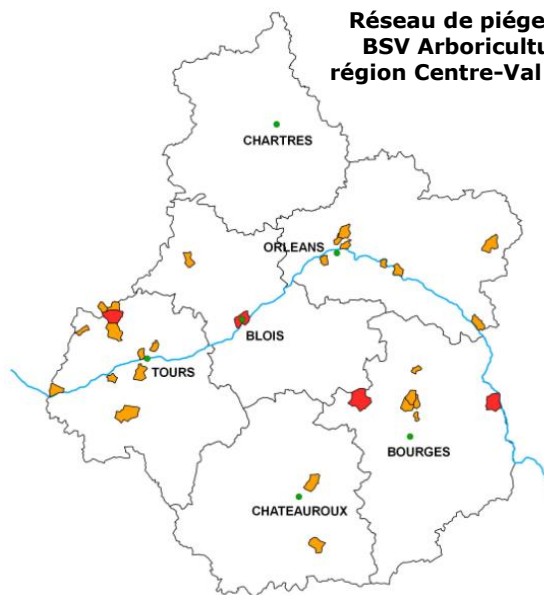 Réseau de piége
BSV Arboricultu
région Centre-Val
CHARTRES
ORLEANS
BLOIS
TOURS
BOURGES
CHATEAUROUX